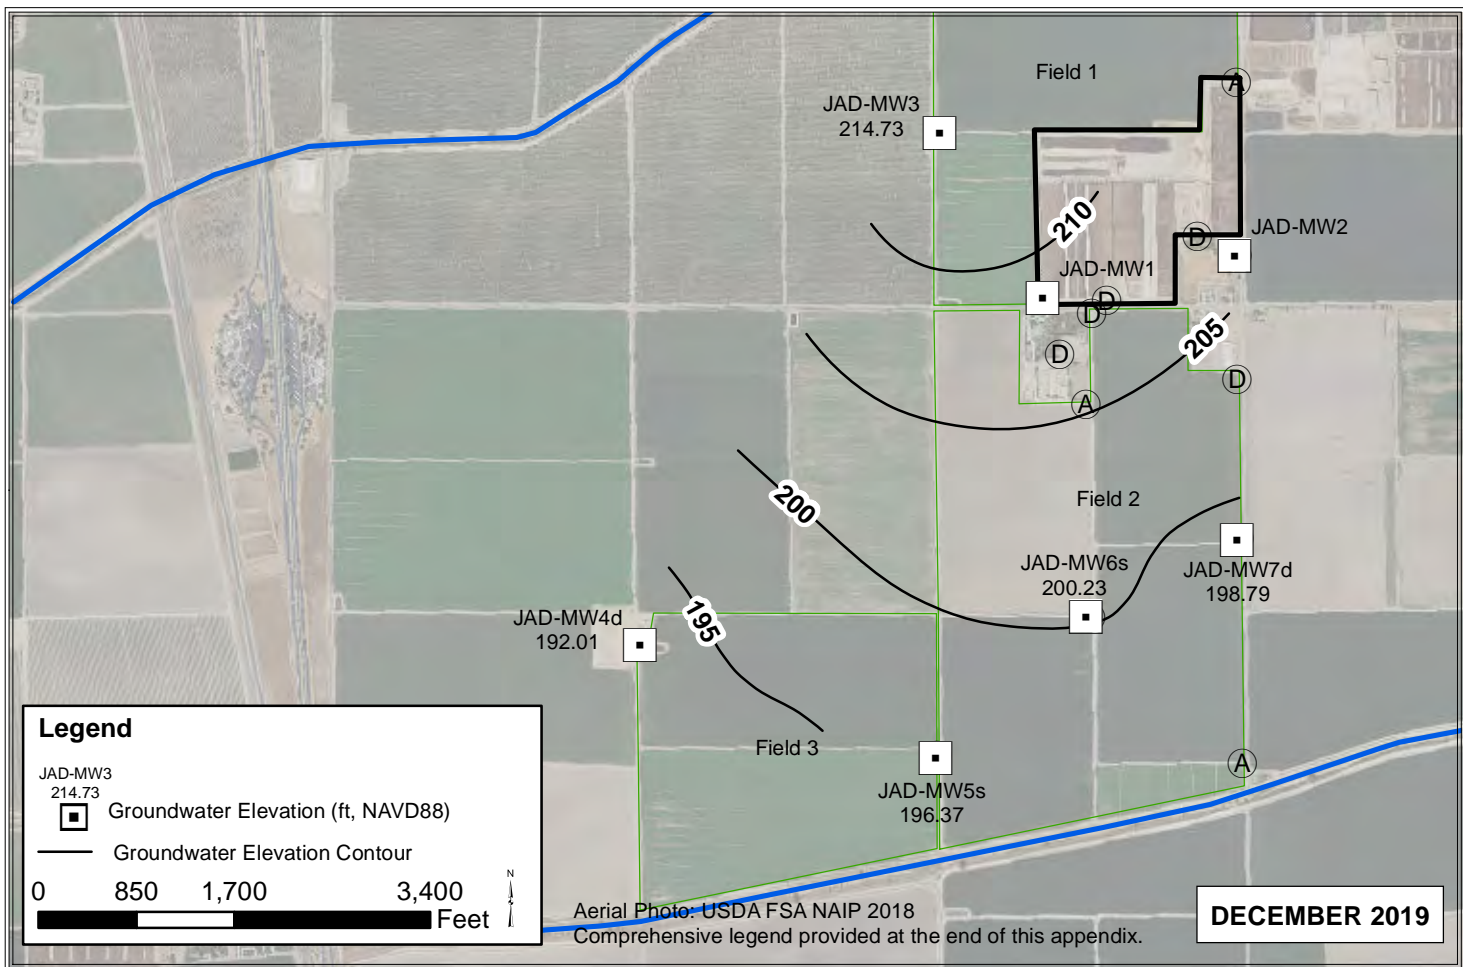 Field 1
A
JAD-MW3
214.73
210
D
JAD-MW2
JAD-MW1
D
D
205
D
D
A
200
Field 2
JAD-MW6s
200.23
JAD-MW7d
198.79
195
JAD-MW4d
192.01
Field 3
A
JAD-MW5s
196.37
Legend
JAD-MW3
214.73
Groundwater Elevation (ft, NAVD88)
Groundwater Elevation Contour
0 850 1,700 3,400
Feet
N
Aerial Photo: USDA FSA NAIP 2018
Comprehensive legend provided at the end of this appendix.
DECEMBER 2019